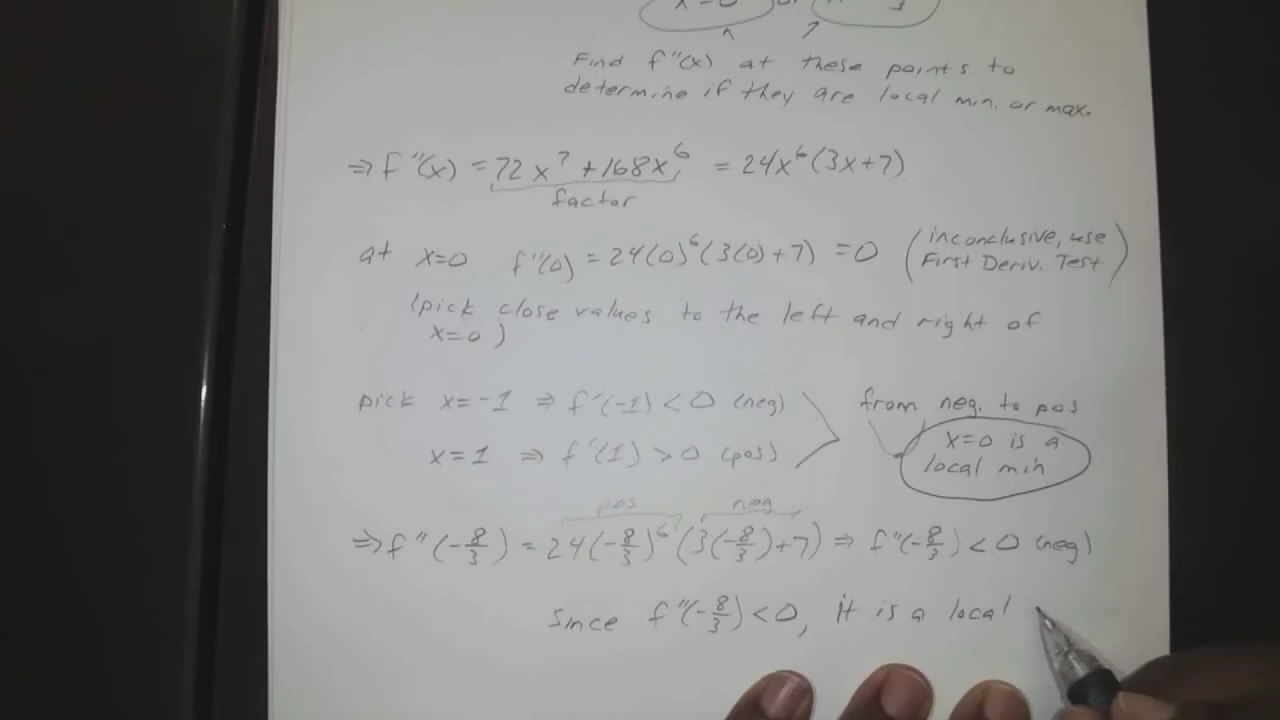 x=0 or
Find f"(x) at these points to
determine if they are local min. or max.
⇒ f"(x) = 72x⁷ + 168x⁶ = 24x⁶(3x+7)
factor
at x=0 f"(0) = 24(0)⁶(3(0)+7) = 0 (inconclusive, use
First Deriv. Test)
(pick close values to the left and right of
x=0)
pick x=-1 ⇒ f'(-1) < 0 (neg)
x=1 ⇒ f'(1) > 0 (pos)
from neg. to pos
x=0 is a
local min
pos neg
⇒ f"(-8/3) = 24(-8/3)⁶(3(-8/3)+7) ⇒ f"(-8/3) < 0 (neg)
Since f"(-8/3) < 0, it is a local